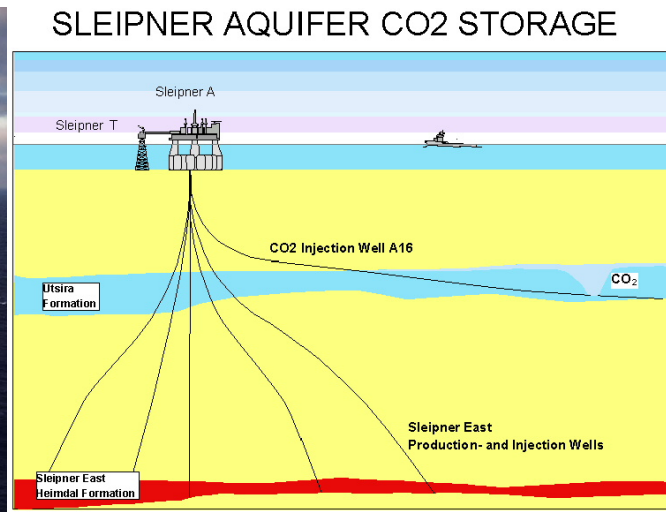 SLEIPNER AQUIFER CO2 STORAGE
Sleipner A
Sleipner T
CO2 Injection Well A16
Utsira
Formation
CO₂
Sleipner East
Production- and Injection Wells
Sleipner East
Heimdal Formation